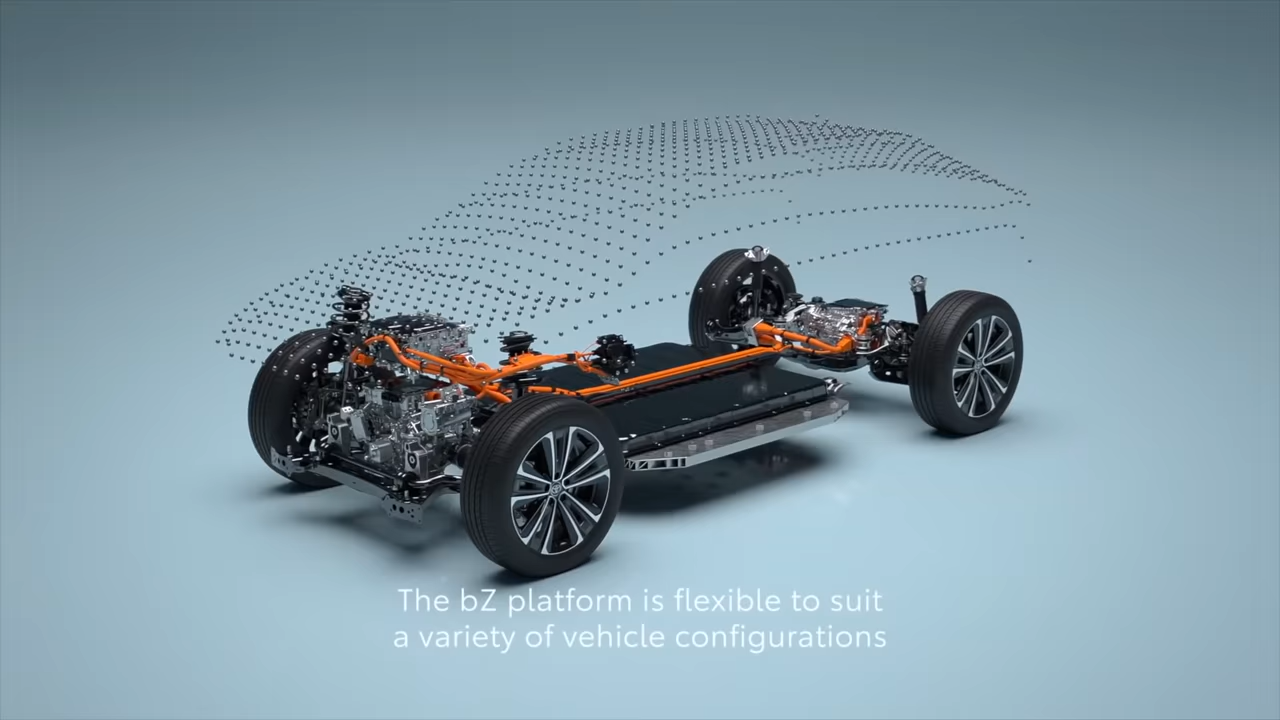 The bZ platform is flexible to suit
a variety of vehicle configurations